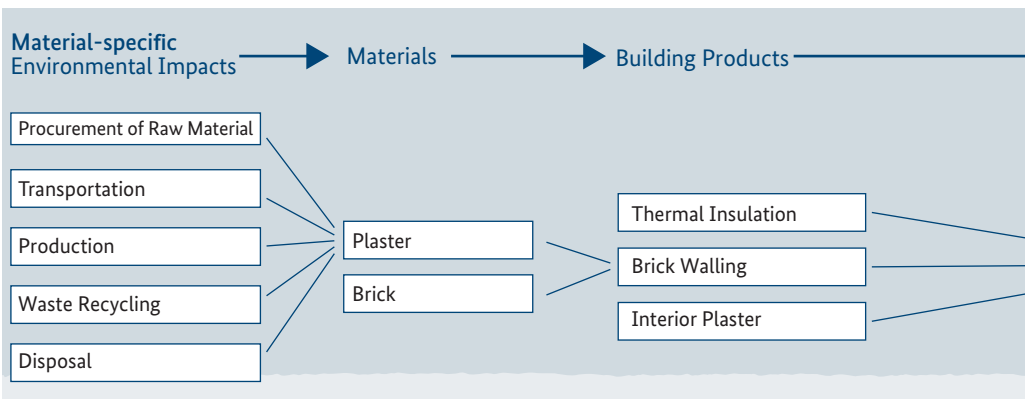 Material-specific
Environmental Impacts
Materials
Building Products
Procurement of Raw Material
Transportation
Production
Waste Recycling
Disposal
Plaster
Brick
Thermal Insulation
Brick Walling
Interior Plaster